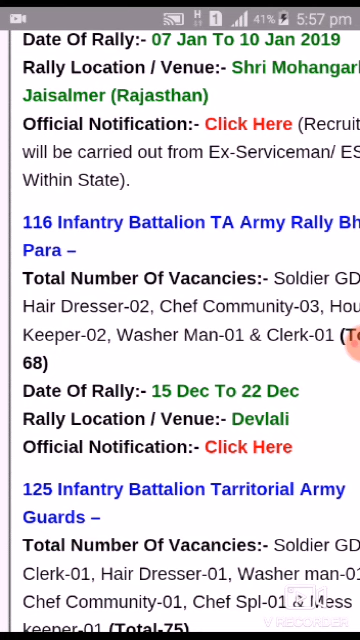 41% 5:57 pm
Date Of Rally:- 07 Jan To 10 Jan 2019
Rally Location / Venue:- Shri Mohangar
Jaisalmer (Rajasthan)
Official Notification:- Click Here (Recruit
will be carried out from Ex-Serviceman/ ES
Within State).
116 Infantry Battalion TA Army Rally Bh
Para –
Total Number Of Vacancies:- Soldier GD
Hair Dresser-02, Chef Community-03, Hou
Keeper-02, Washer Man-01 & Clerk-01 (To
68)
Date Of Rally:- 15 Dec To 22 Dec
Rally Location / Venue:- Devlali
Official Notification:- Click Here
125 Infantry Battalion Tarritorial Army
Guards –
Total Number Of Vacancies:- Soldier GD
Clerk-01, Hair Dresser-01, Washer man-01
Chef Community-01, Chef Spl-01 & Mess
keeper-01 (Total-75)
V RECORDER